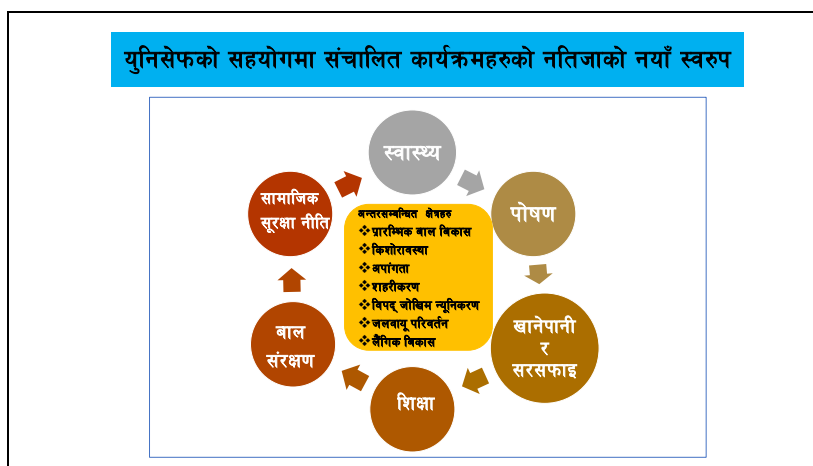 युनिसेफको सहयोगमा संचालित कार्यक्रमहरुको नतिजाको नयाँ स्वरुप
स्वास्थ्य
पोषण
खानेपानी
र
सरसफाइ
शिक्षा
बाल
संरक्षण
सामाजिक
सूरक्षा नीति
अन्तरसम्बन्धित क्षेत्रहरु
❖प्रारम्भिक बाल बिकास
❖किशोरावस्था
❖अपांगता
❖शहरीकरण
❖विपद् जोखिम न्यूनिकरण
❖जलवायू परिवर्तन
❖लैंगिक बिकास